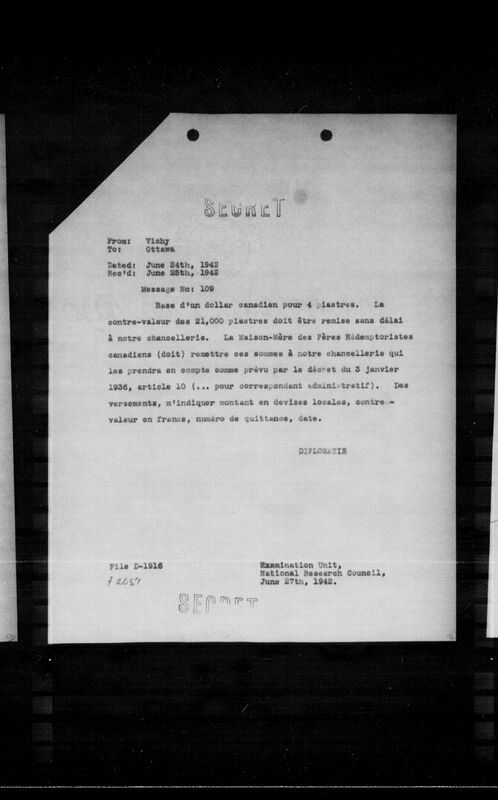 SECRET
From: Vichy
To: Ottawa
Dated: June 24th, 1942
Rec'd: June 25th, 1942
Message No: 109
Base d'un dollar canadien pour 4 piastres. La
contre-valeur des 21,000 piastres doit être remise sans délai
à notre chancellerie. La Maison-Mère des Pères Rédemptoristes
canadiens (doit) remettre ces sommes à notre chancellerie qui
les prendra en compte comme prévu par le décret du 3 janvier
1936, article 10 (... pour correspondant administratif). Des
versements, m'indiquer montant en devises locales, contre-
valeur en francs, numéro de quittance, date.
DIPLOMATIE
File D-1916
Examination Unit,
National Research Council,
June 27th, 1942.
SECRET